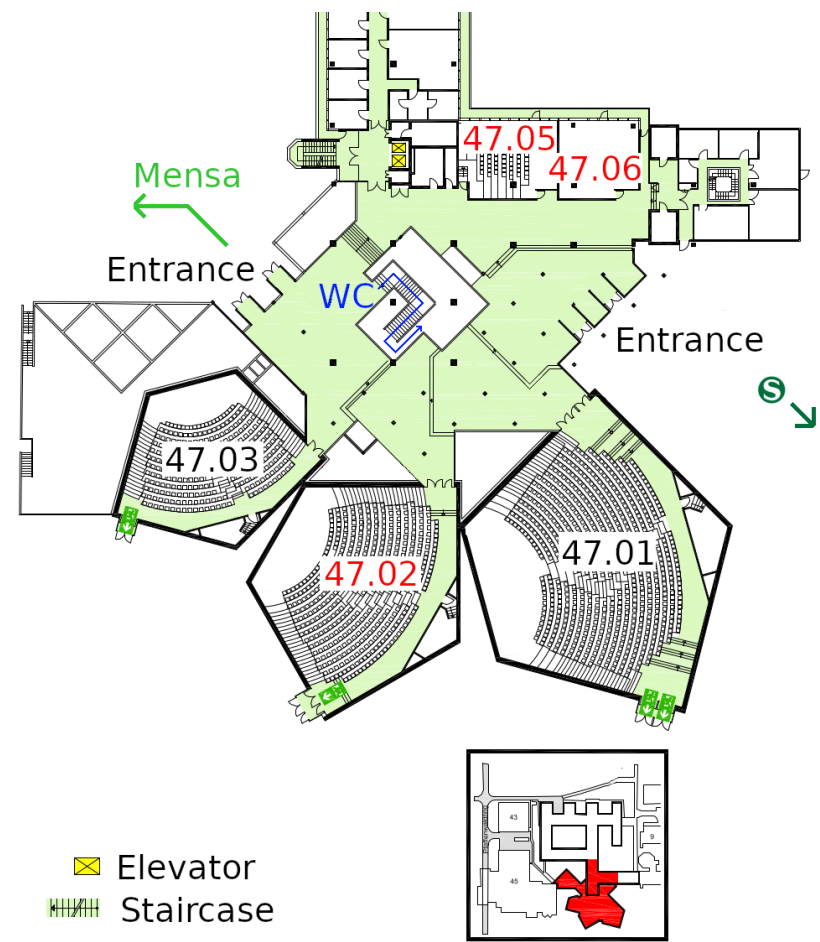 47.05
47.06
Mensa
Entrance
WC
Entrance
S
47.03
47.01
47.02
43
9
45
Pfaffenwaldring
Elevator
Staircase